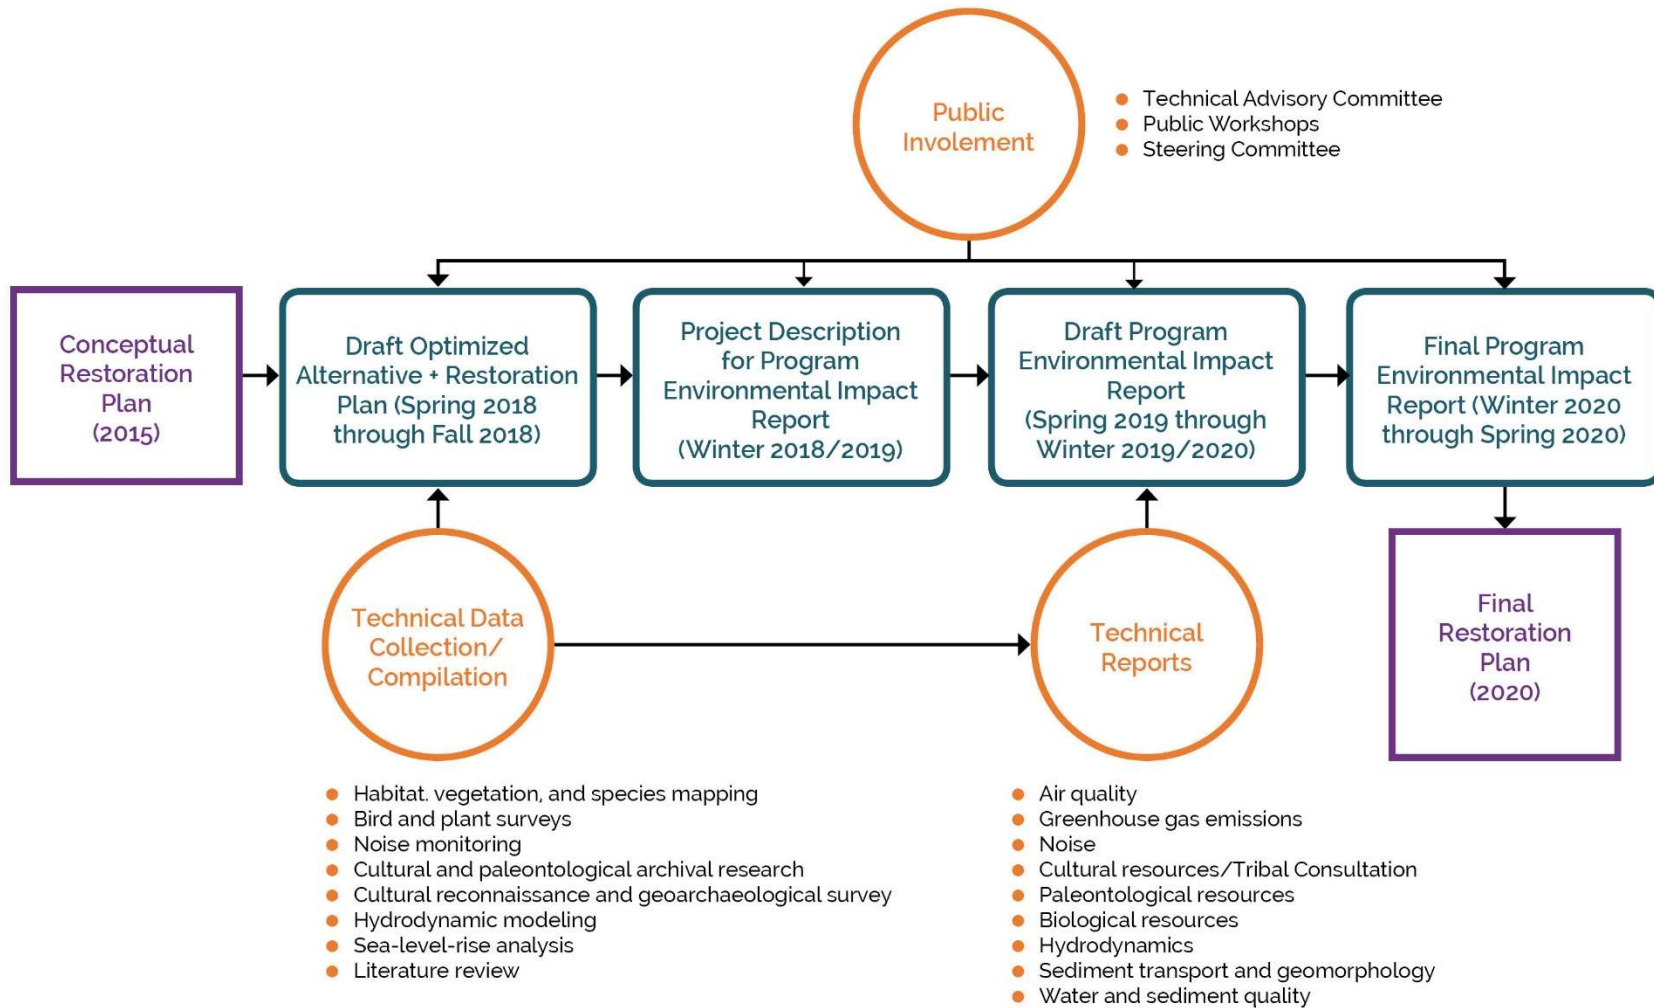 Public
Involement
Technical Advisory Committee
Public Workshops
Steering Committee
Conceptual
Restoration
Plan
(2015)
Draft Optimized
Alternative + Restoration
Plan (Spring 2018
through Fall 2018)
Project Description
for Program
Environmental Impact
Report
(Winter 2018/2019)
Draft Program
Environmental Impact
Report
(Spring 2019 through
Winter 2019/2020)
Final Program
Environmental Impact
Report (Winter 2020
through Spring 2020)
Technical Data
Collection/
Compilation
Technical
Reports
Final
Restoration
Plan
(2020)
Habitat. vegetation, and species mapping
Bird and plant surveys
Noise monitoring
Cultural and paleontological archival research
Cultural reconnaissance and geoarchaeological survey
Hydrodynamic modeling
Sea-level-rise analysis
Literature review
Air quality
Greenhouse gas emissions
Noise
Cultural resources/Tribal Consultation
Paleontological resources
Biological resources
Hydrodynamics
Sediment transport and geomorphology
Water and sediment quality